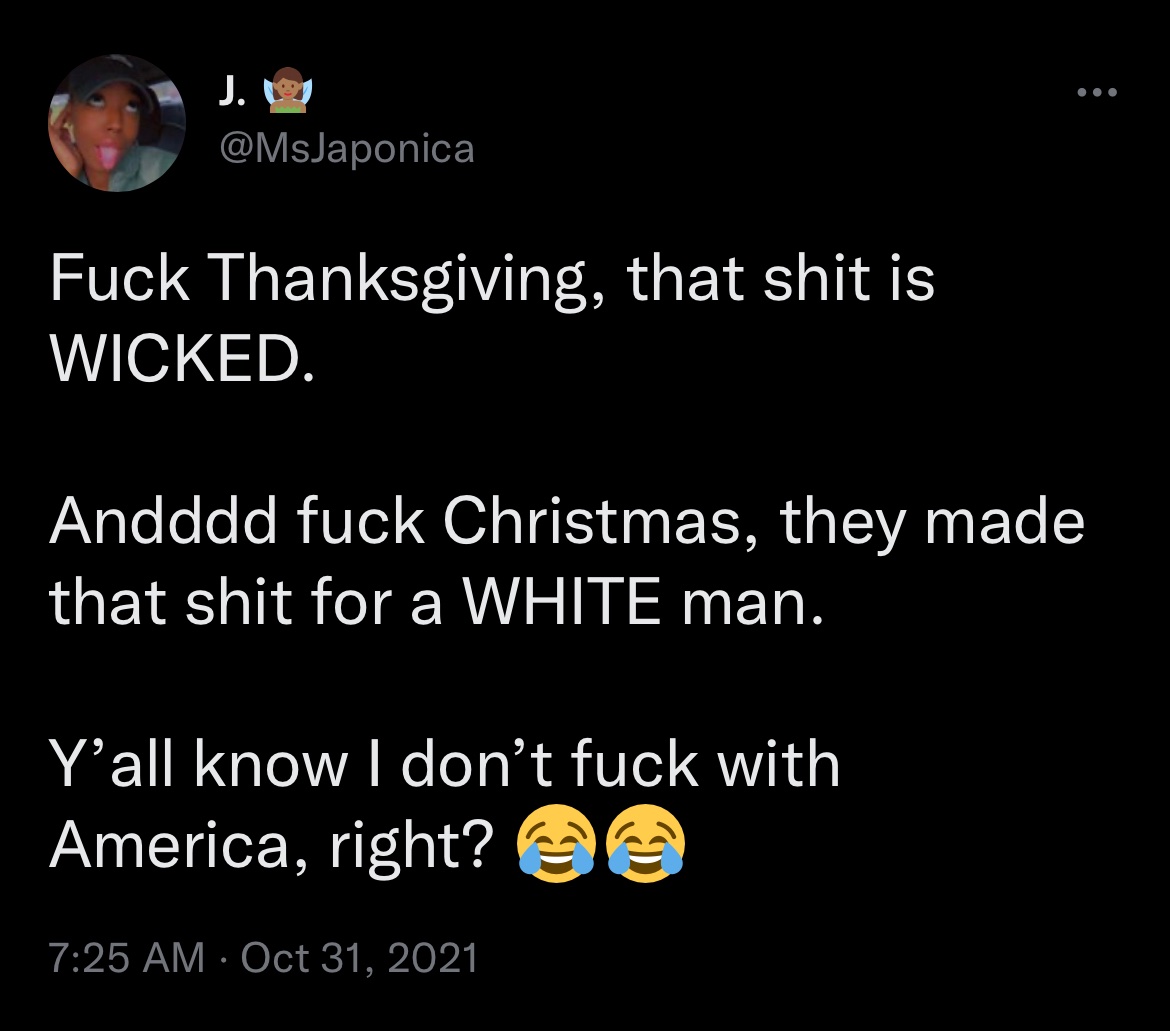 J. 🧚🏽‍♀️
@MsJaponica
Fuck Thanksgiving, that shit is
WICKED.
Andddd fuck Christmas, they made
that shit for a WHITE man.
Y’all know I don’t fuck with
America, right? 😂😂
7:25 AM · Oct 31, 2021